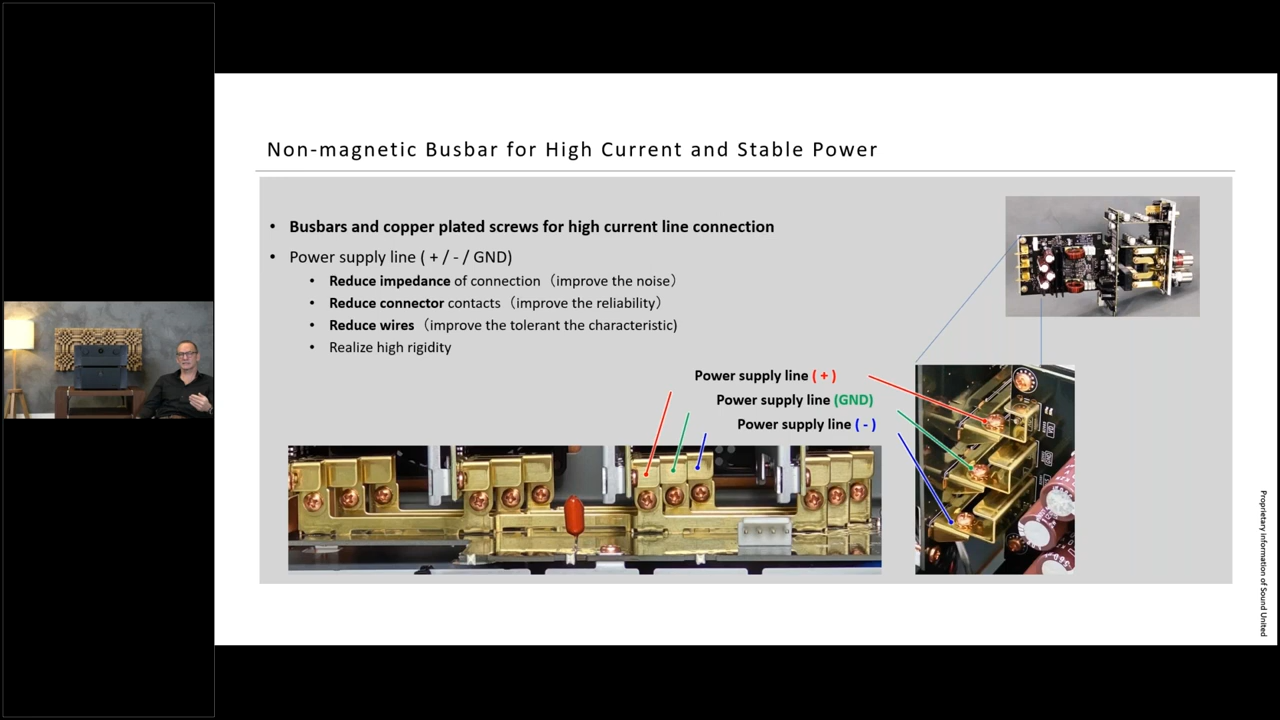 Non-magnetic Busbar for High Current and Stable Power
• Busbars and copper plated screws for high current line connection
• Power supply line ( + / - / GND)
• Reduce impedance of connection（improve the noise）
• Reduce connector contacts（improve the reliability）
• Reduce wires（improve the tolerant the characteristic)
• Realize high rigidity
Power supply line ( + )
Power supply line (GND)
Power supply line ( - )
Proprietary information of Sound United